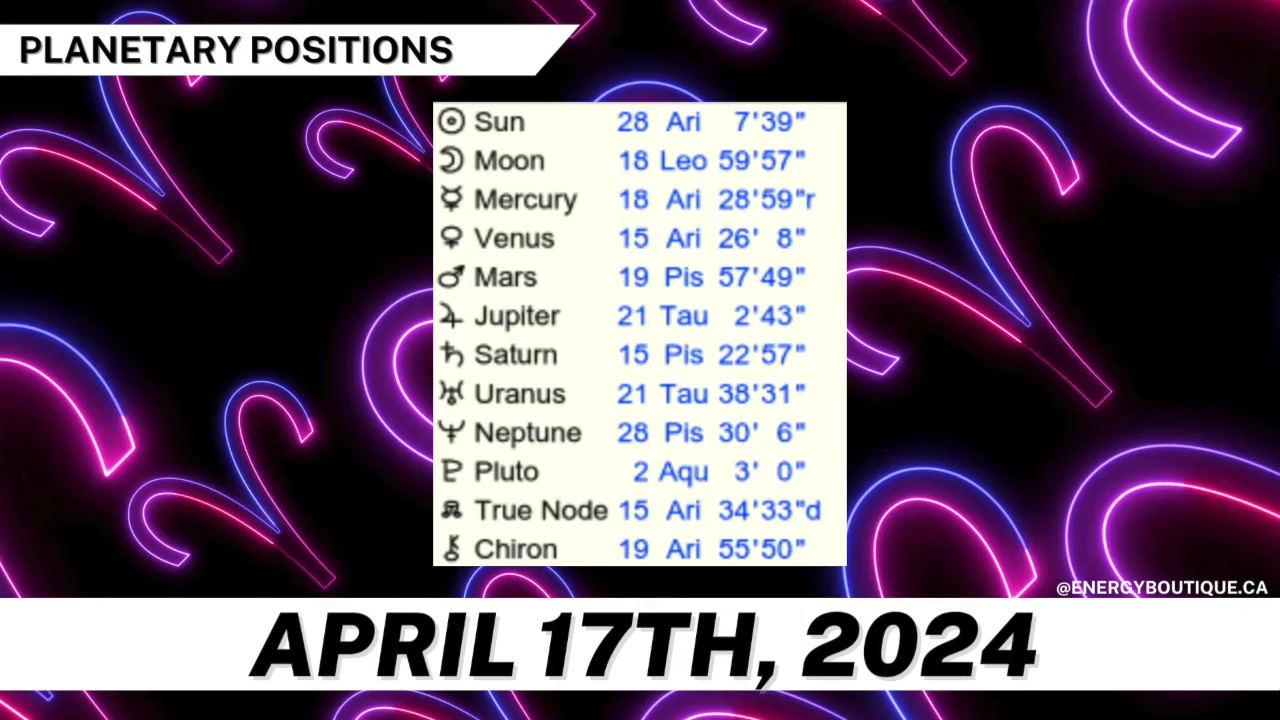 PLANETARY POSITIONS
☉ Sun 28 Ari 7'39"
☽ Moon 18 Leo 59'57"
☿ Mercury 18 Ari 28'59"r
♀ Venus 15 Ari 26' 8"
♂ Mars 19 Pis 57'49"
♃ Jupiter 21 Tau 2'43"
♄ Saturn 15 Pis 22'57"
♅ Uranus 21 Tau 38'31"
♆ Neptune 28 Pis 30' 6"
♇ Pluto 2 Aqu 3' 0"
☊ True Node 15 Ari 34'33"d
⚷ Chiron 19 Ari 55'50"
@ENERGYBOUTIQUE.CA
APRIL 17TH, 2024